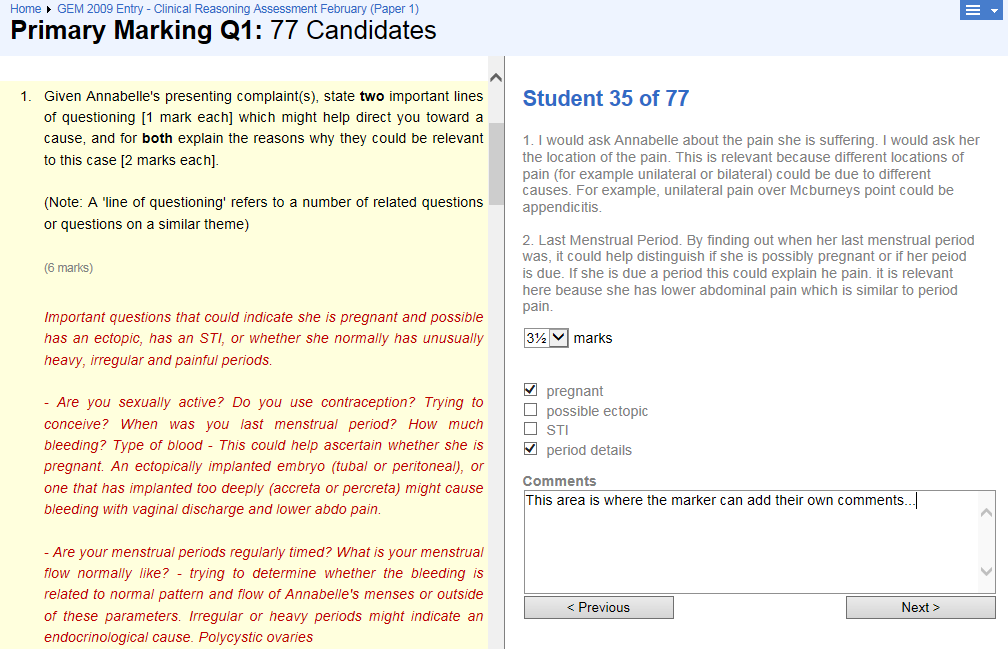 Home ▸ GEM 2009 Entry - Clinical Reasoning Assessment February (Paper 1)
Primary Marking Q1: 77 Candidates
1. Given Annabelle's presenting complaint(s), state two important lines
of questioning [1 mark each] which might help direct you toward a
cause, and for both explain the reasons why they could be relevant
to this case [2 marks each].
(Note: A 'line of questioning' refers to a number of related questions
or questions on a similar theme)
(6 marks)
Important questions that could indicate she is pregnant and possible
has an ectopic, has an STI, or whether she normally has unusually
heavy, irregular and painful periods.
- Are you sexually active? Do you use contraception? Trying to
conceive? When was you last menstrual period? How much
bleeding? Type of blood - This could help ascertain whether she is
pregnant. An ectopically implanted embryo (tubal or peritoneal), or
one that has implanted too deeply (accreta or percreta) might cause
bleeding with vaginal discharge and lower abdo pain.
- Are your menstrual periods regularly timed? What is your menstrual
flow normally like? - trying to determine whether the bleeding is
related to normal pattern and flow of Annabelle's menses or outside
of these parameters. Irregular or heavy periods might indicate an
endocrinological cause. Polycystic ovaries
Student 35 of 77
1. I would ask Annabelle about the pain she is suffering. I would ask her
the location of the pain. This is relevant because different locations of
pain (for example unilateral or bilateral) could be due to different
causes. For example, unilateral pain over Mcburneys point could be
appendicitis.
2. Last Menstrual Period. By finding out when her last menstrual period
was, it could help distinguish if she is possibly pregnant or if her peiod
is due. If she is due a period this could explain he pain. it is relevant
here beause she has lower abdominal pain which is similar to period
pain.
3½ marks
pregnant
possible ectopic
STI
period details
Comments
This area is where the marker can add their own comments...
< Previous
Next >